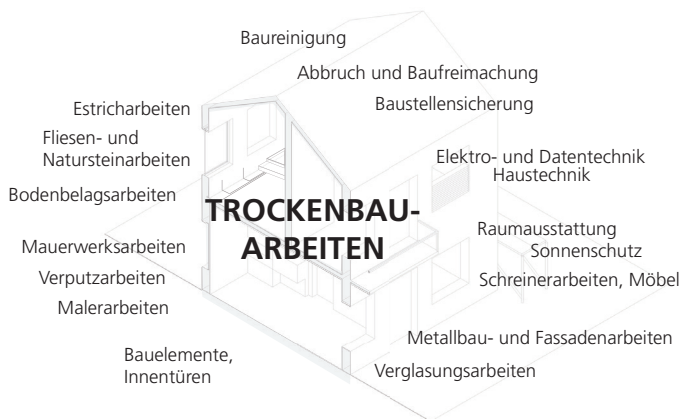 Baureinigung
Abbruch und Baufreimachung
Baustellensicherung
Estricharbeiten
Fliesen- und
Natursteinarbeiten
Elektro- und Datentechnik
Haustechnik
Bodenbelagsarbeiten
TROCKENBAU-
ARBEITEN
Raumausstattung
Sonnenschutz
Mauerwerksarbeiten
Verputzarbeiten
Schreinerarbeiten, Möbel
Malerarbeiten
Metallbau- und Fassadenarbeiten
Bauelemente,
Innentüren
Verglasungsarbeiten